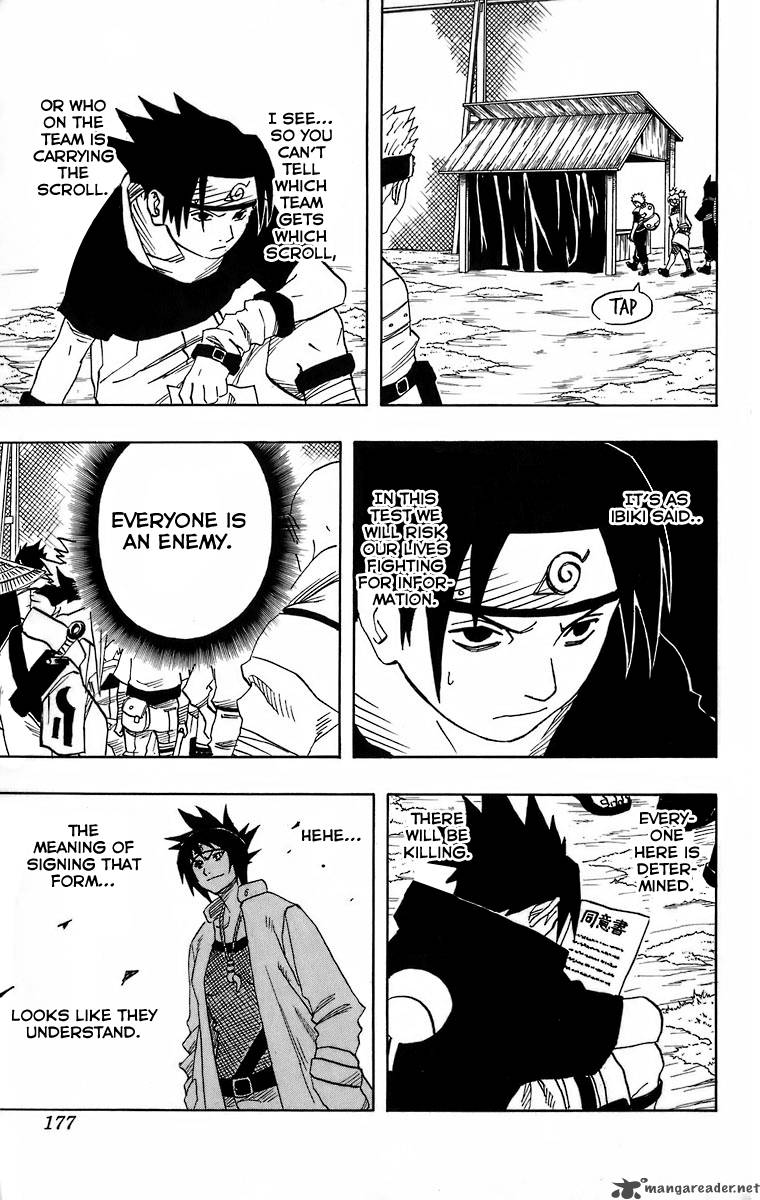 TAP
I SEE...
SO YOU
CAN'T
TELL
WHICH
TEAM
GETS
WHICH
SCROLL,
OR WHO
ON THE
TEAM IS
CARRYING
THE
SCROLL.
IT'S AS
IBIKI
SAID..
IN THIS
TEST WE
WILL RISK
OUR LIVES
FIGHTING
FOR INFOR-
MATION.
EVERYONE IS
AN ENEMY.
EVERY-
ONE
HERE IS
DETER-
MINED.
THERE
WILL BE
KILLING.
同意書
HEHE...
THE
MEANING OF
SIGNING THAT
FORM...
LOOKS LIKE THEY
UNDERSTAND.
177
mangareader.net